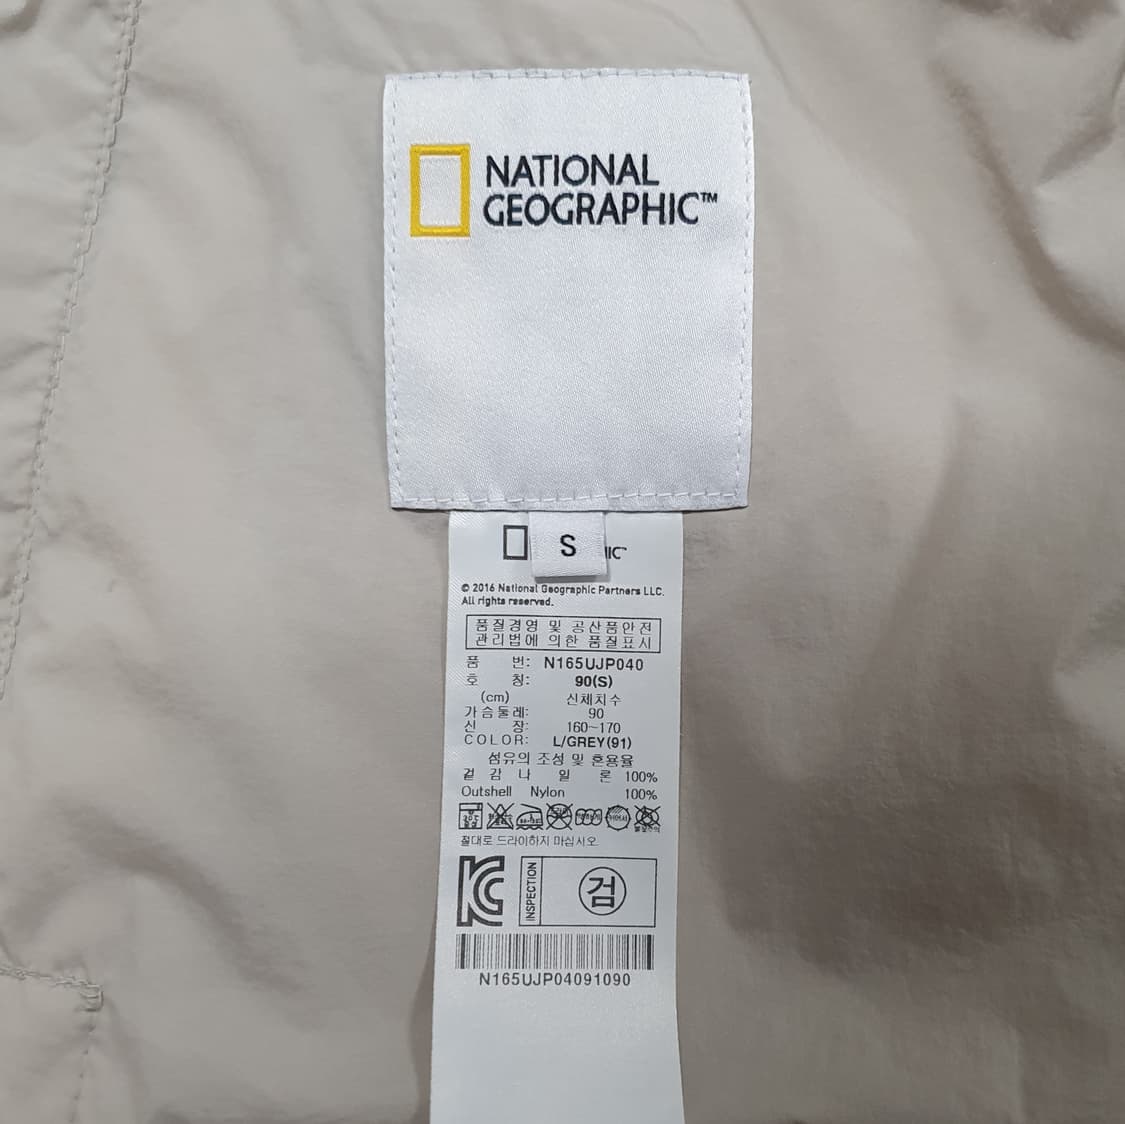 NATIONAL
GEOGRAPHIC™
S
© 2016 National Geographic Partners LLC.
All rights reserved.
품질경영 및 공산품안전
관리법에 의한 품질표시
품 번: N165UJP040
호 칭: 90(S)
(cm) 신체치수
가슴둘레: 90
신 장: 160~170
COLOR: L/GREY(91)
섬유의 조성 및 혼용율
겉 감 나 일 론 100%
Outshell Nylon 100%
절대로 드라이하지 마십시오.
KC
INSPECTION
검
N165UJP04091090